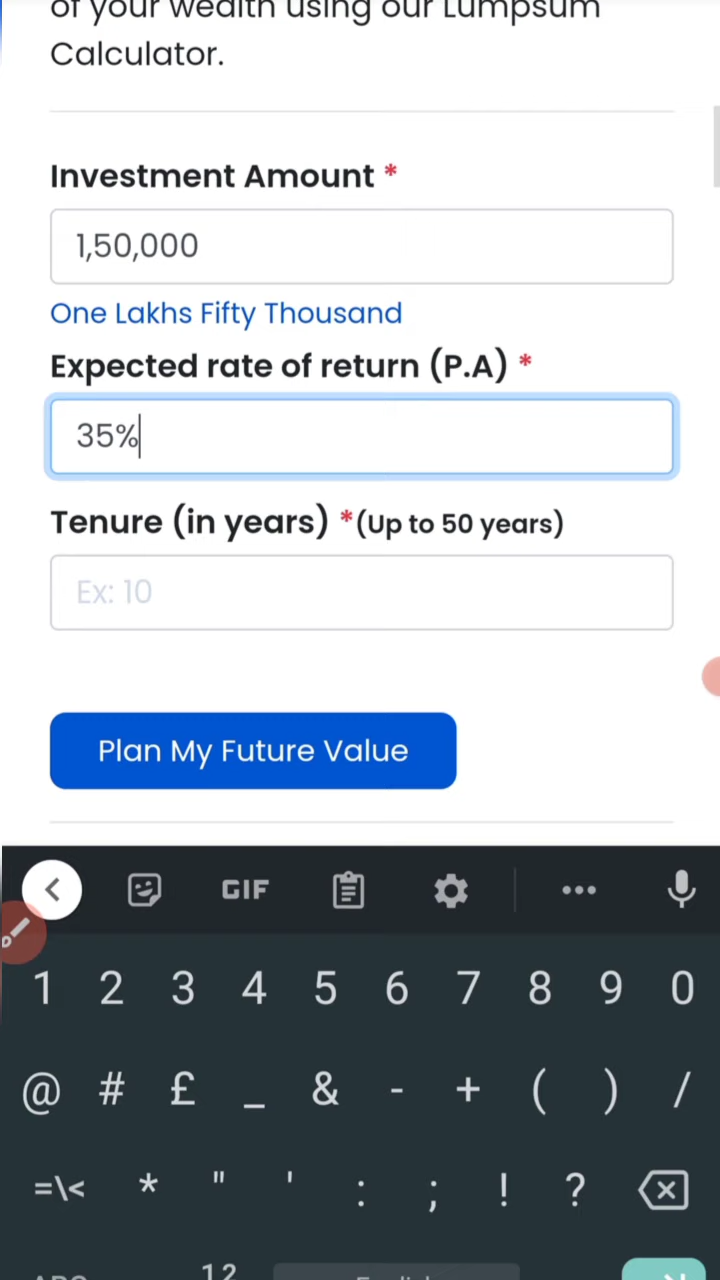 of your wealth using our Lumpsum
Calculator.
Investment Amount *
1,50,000
One Lakhs Fifty Thousand
Expected rate of return (P.A) *
35%
Tenure (in years) *(Up to 50 years)
Ex: 10
Plan My Future Value
GIF
1 2 3 4 5 6 7 8 9 0
@ # £ _ & - + ( ) /
=\< * " ' : ; ! ?
12